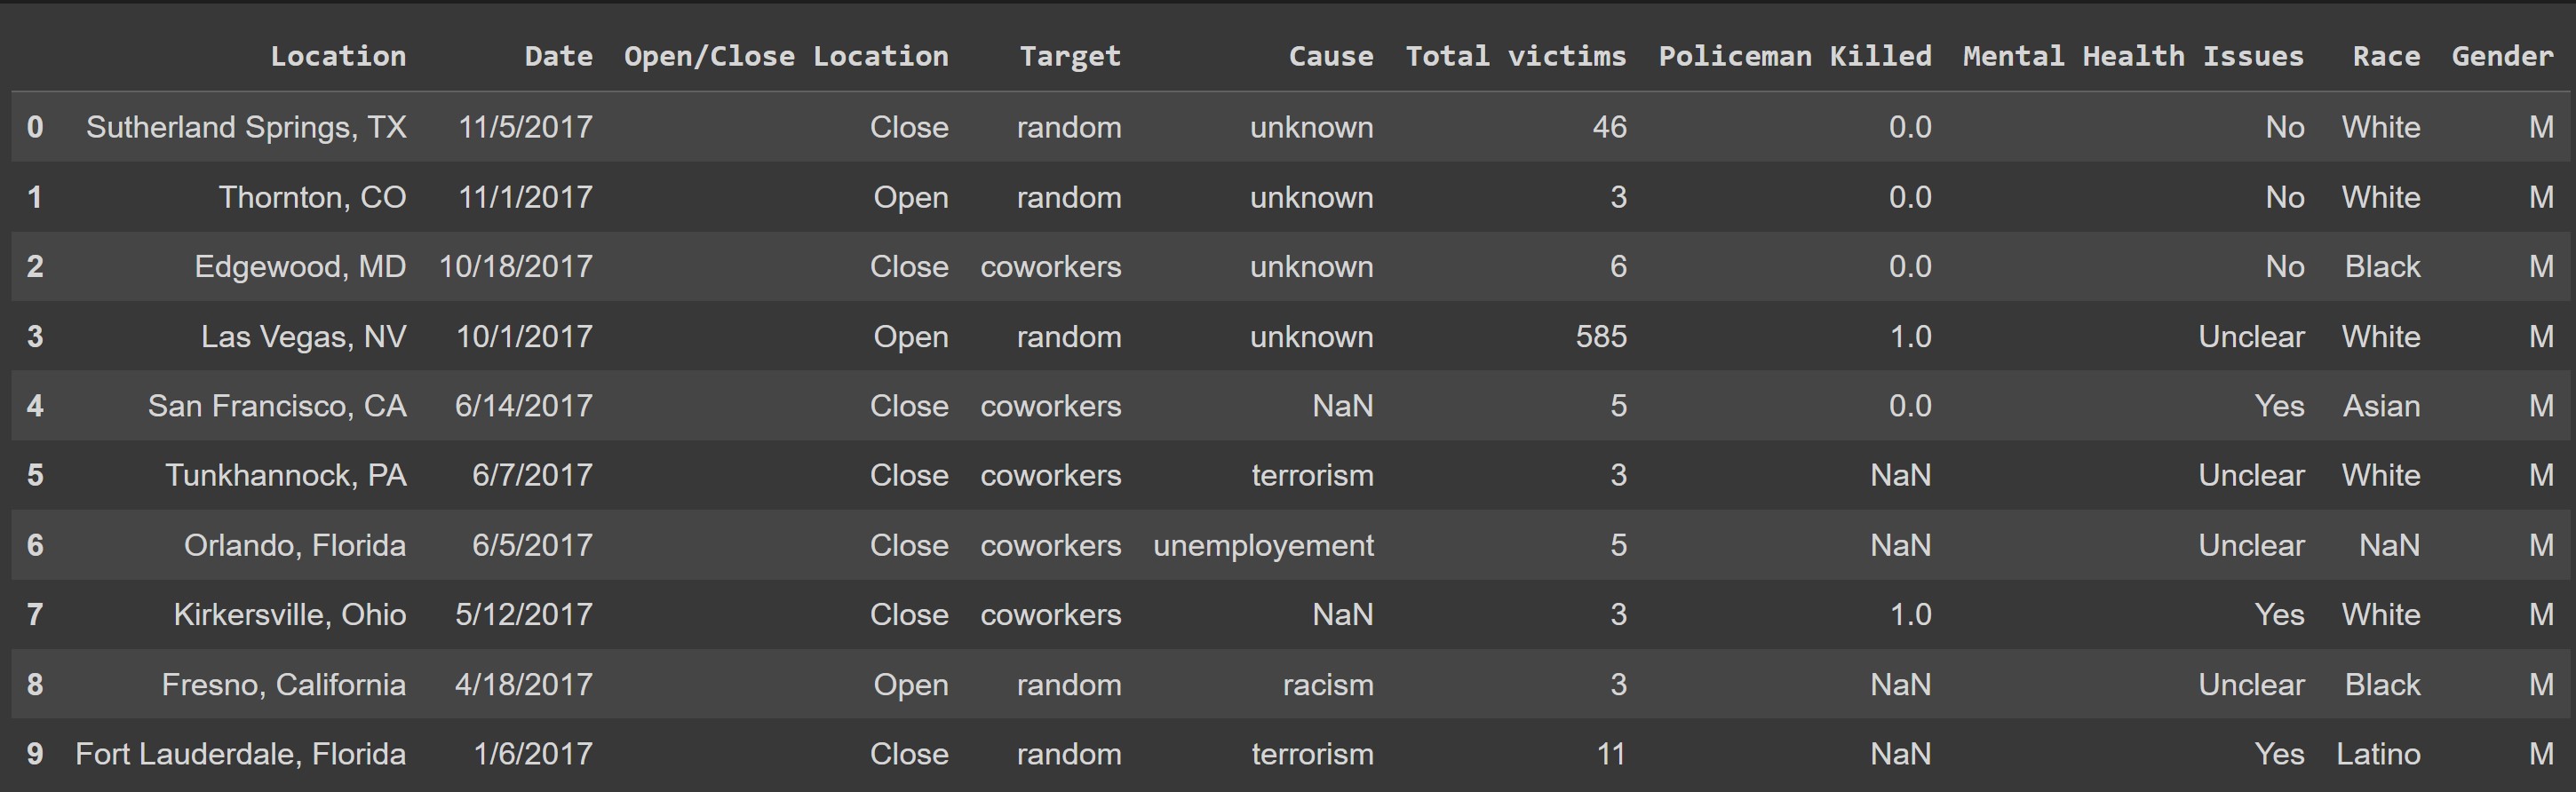 Location Date Open/Close Location Target Cause Total victims Policeman Killed Mental Health Issues Race Gender
0 Sutherland Springs, TX 11/5/2017 Close random unknown 46 0.0 No White M
1 Thornton, CO 11/1/2017 Open random unknown 3 0.0 No White M
2 Edgewood, MD 10/18/2017 Close coworkers unknown 6 0.0 No Black M
3 Las Vegas, NV 10/1/2017 Open random unknown 585 1.0 Unclear White M
4 San Francisco, CA 6/14/2017 Close coworkers NaN 5 0.0 Yes Asian M
5 Tunkhannock, PA 6/7/2017 Close coworkers terrorism 3 NaN Unclear White M
6 Orlando, Florida 6/5/2017 Close coworkers unemployement 5 NaN Unclear NaN M
7 Kirkersville, Ohio 5/12/2017 Close coworkers NaN 3 1.0 Yes White M
8 Fresno, California 4/18/2017 Open random racism 3 NaN Unclear Black M
9 Fort Lauderdale, Florida 1/6/2017 Close random terrorism 11 NaN Yes Latino M